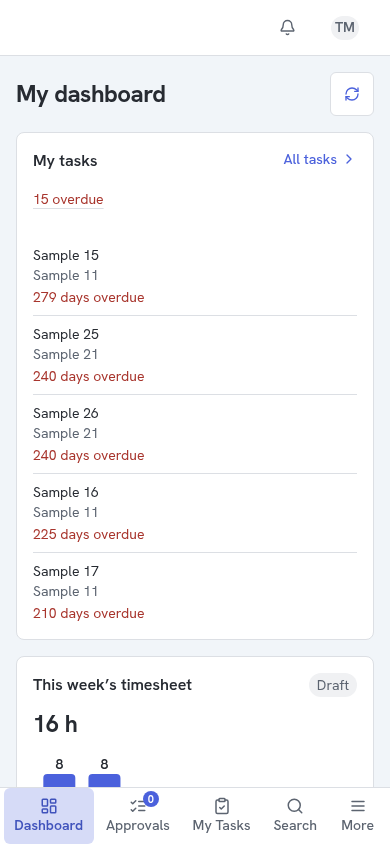 TM
My dashboard
My tasks
All tasks
15 overdue
Sample 15
Sample 11
279 days overdue
Sample 25
Sample 21
240 days overdue
Sample 26
Sample 21
240 days overdue
Sample 16
Sample 11
225 days overdue
Sample 17
Sample 11
210 days overdue
This week’s timesheet
Draft
16 h
8 8
0
Dashboard Approvals My Tasks Search More